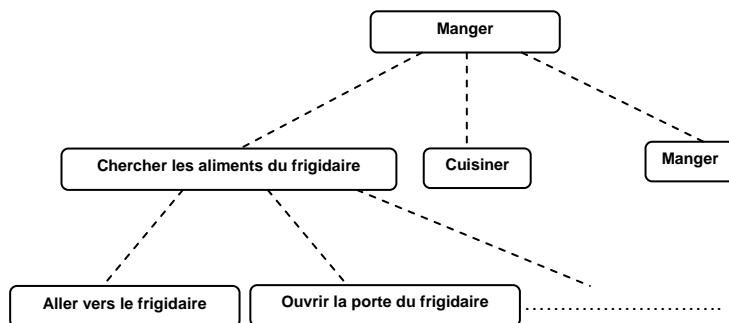 Manger
Chercher les aliments du frigidaire
Cuisiner
Manger
Aller vers le frigidaire
Ouvrir la porte du frigidaire